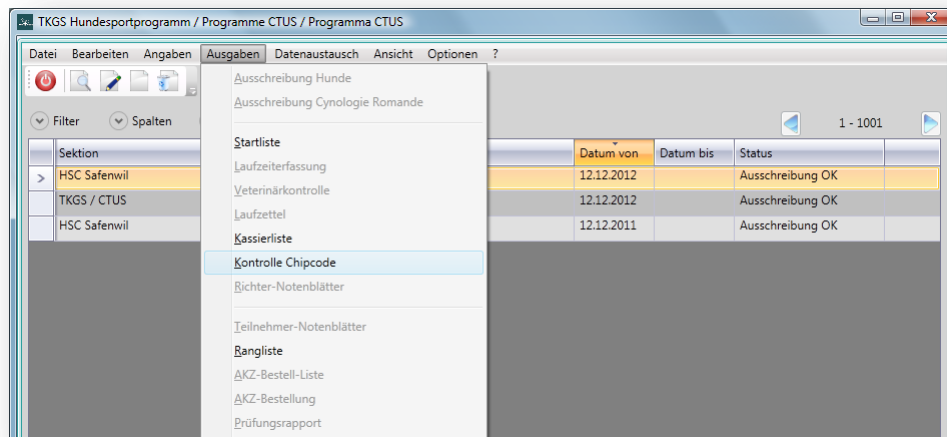 TKGS Hundesportprogramm / Programme CTUS / Programma CTUS
Datei Bearbeiten Angaben Ausgaben Datenaustausch Ansicht Optionen ?
Ausschreibung Hunde
Ausschreibung Cynologie Romande
Filter Spalten 1 - 1001
Startliste
Sektion Datum von Datum bis Status
Laufzeiterfassung
HSC Safenwil 12.12.2012 Ausschreibung OK
Veterinärkontrolle
TKGS / CTUS 12.12.2012 Ausschreibung OK
Laufzettel
HSC Safenwil 12.12.2011 Ausschreibung OK
Kassierliste
Kontrolle Chipcode
Richter-Notenblätter
Teilnehmer-Notenblätter
Rangliste
AKZ-Bestell-Liste
AKZ-Bestellung
Prüfungsrapport